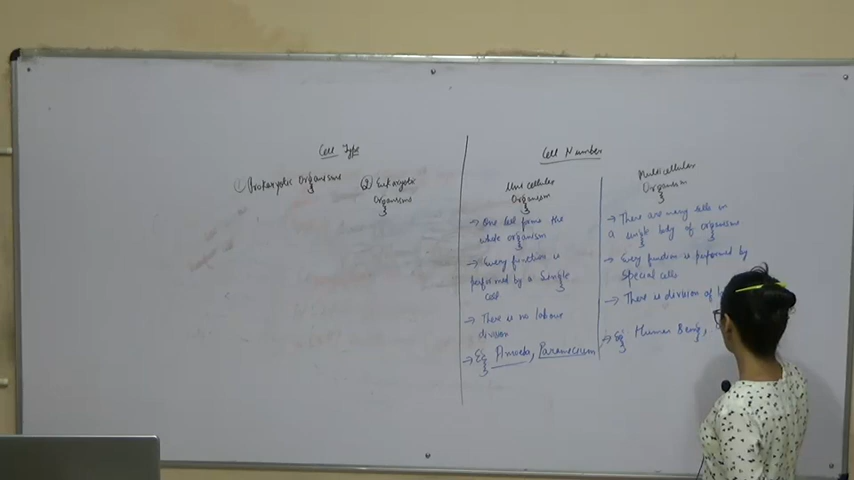 Cell Type
① Prokaryotic Organisms
② Eukaryotic
Organisms
Cell Number
Unicellular
Organism
→ One Cell forms the
whole organism
→ Every function is
performed by a Single
Cell
→ There is no labour
division
→ Eg: Amoeba, Paramecium
Multicellular
Organism
→ There are many cells in
a single body of organisms
→ Every function is performed by
Special cells
→ There is division of
→ Eg: Human Being,